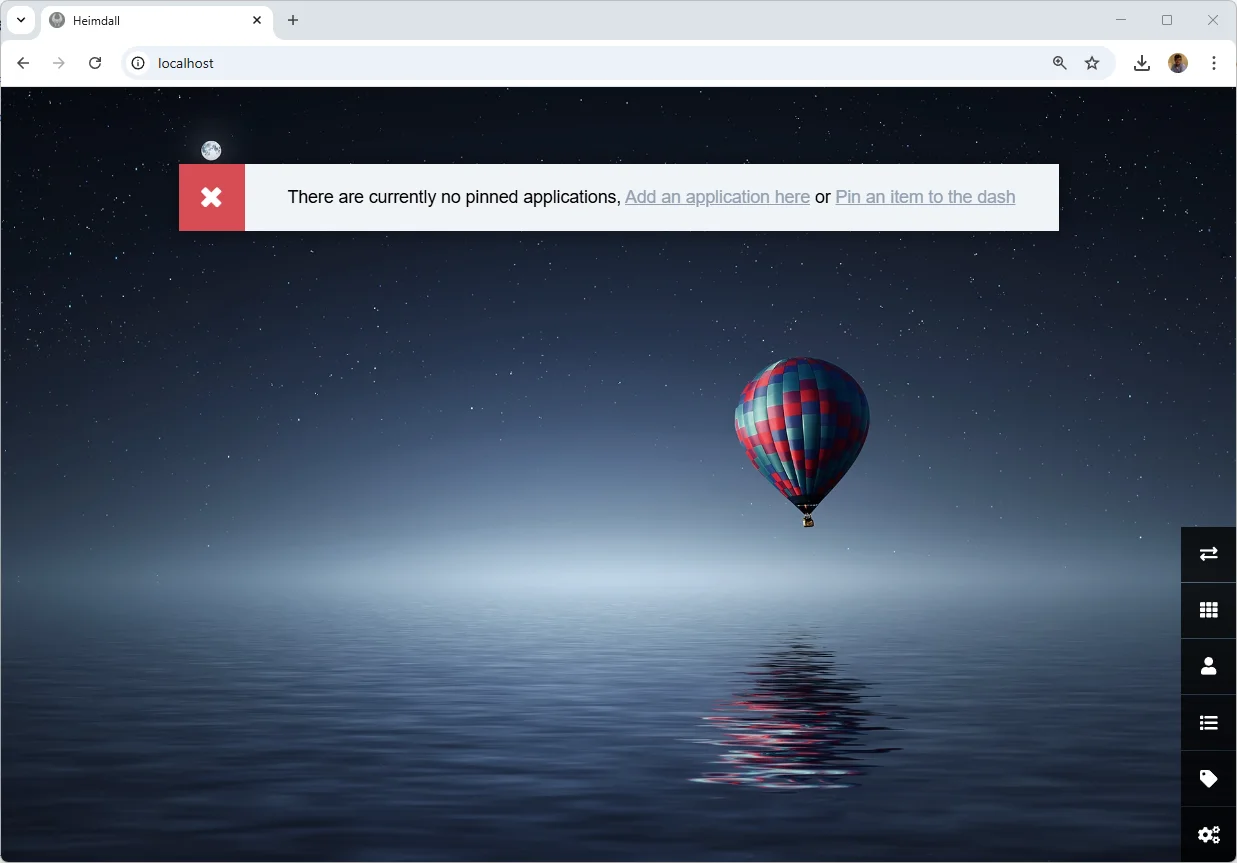 Heimdall
localhost
There are currently no pinned applications, Add an application here or Pin an item to the dash